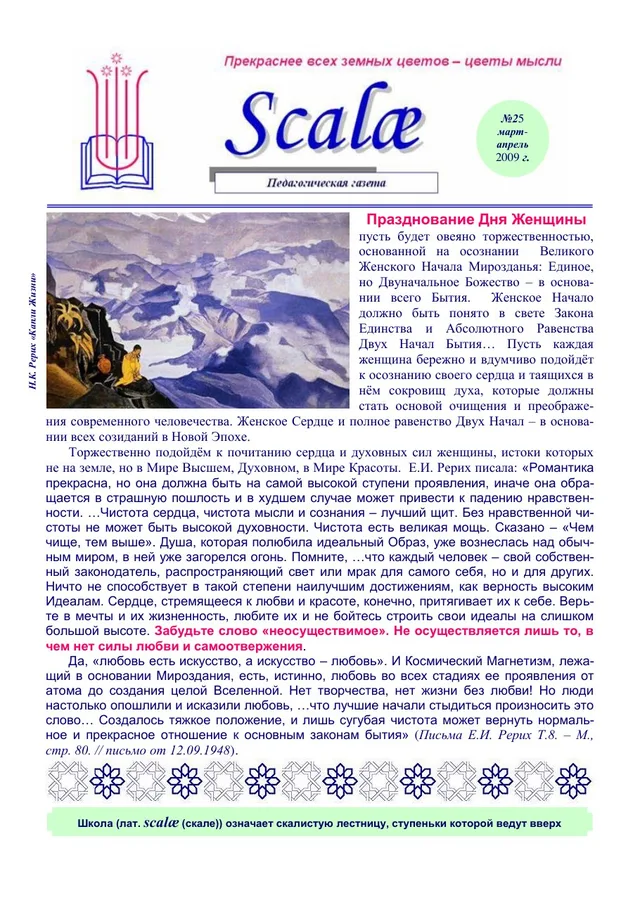 Прекраснее всех земных цветов – цветы мысли
Scalæ
№25
март-
апрель
2009 г.
Педагогическая газета
Н.К. Рерих «Капли Жизни»
Празднование Дня Женщины
пусть будет овеяно торжественностью,
основанной на осознании Великого
Женского Начала Мирозданья: Единое,
но Двуначальное Божество – в основа-
нии всего Бытия. Женское Начало
должно быть понято в свете Закона
Единства и Абсолютного Равенства
Двух Начал Бытия… Пусть каждая
женщина бережно и вдумчиво подойдёт
к осознанию своего сердца и таящихся в
нём сокровищ духа, которые должны
стать основой очищения и преображе-
ния современного человечества. Женское Сердце и полное равенство Двух Начал – в основа-
нии всех созиданий в Новой Эпохе.
Торжественно подойдём к почитанию сердца и духовных сил женщины, истоки которых
не на земле, но в Мире Высшем, Духовном, в Мире Красоты. Е.И. Рерих писала: «Романтика
прекрасна, но она должна быть на самой высокой ступени проявления, иначе она обра-
щается в страшную пошлость и в худшем случае может привести к падению нравствен-
ности. …Чистота сердца, чистота мысли и сознания – лучший щит. Без нравственной чи-
стоты не может быть высокой духовности. Чистота есть великая мощь. Сказано – «Чем
чище, тем выше». Душа, которая полюбила идеальный Образ, уже вознеслась над обыч-
ным миром, в ней уже загорелся огонь. Помните, …что каждый человек – свой собствен-
ный законодатель, распространяющий свет или мрак для самого себя, но и для других.
Ничто не способствует в такой степени наилучшим достижениям, как верность высоким
Идеалам. Сердце, стремящееся к любви и красоте, конечно, притягивает их к себе. Верь-
те в мечты и их жизненность, любите их и не бойтесь строить свои идеалы на слишком
большой высоте. Забудьте слово «неосуществимое». Не осуществляется лишь то, в
чем нет силы любви и самоотвержения.
Да, «любовь есть искусство, а искусство – любовь». И Космический Магнетизм, лежа-
щий в основании Мироздания, есть, истинно, любовь во всех стадиях ее проявления от
атома до создания целой Вселенной. Нет творчества, нет жизни без любви! Но люди
настолько опошлили и исказили любовь, …что лучшие начали стыдиться произносить это
слово… Создалось тяжкое положение, и лишь сугубая чистота может вернуть нормаль-
ное и прекрасное отношение к основным законам бытия» (Письма Е.И. Рерих Т.8. – М.,
стр. 80. // письмо от 12.09.1948).
Школа (лат. scalæ (скале)) означает скалистую лестницу, ступеньки которой ведут вверх